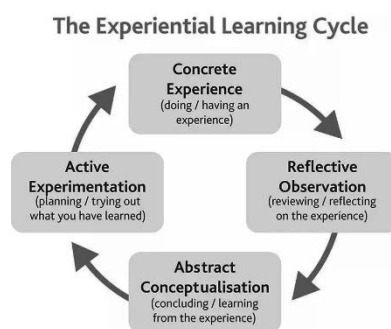 The Experiential Learning Cycle
Concrete
Experience
(doing / having an
experience)
Reflective
Observation
(reviewing / reflecting
on the experience)
Abstract
Conceptualisation
(concluding / learning
from the experience)
Active
Experimentation
(planning / trying out
what you have learned)